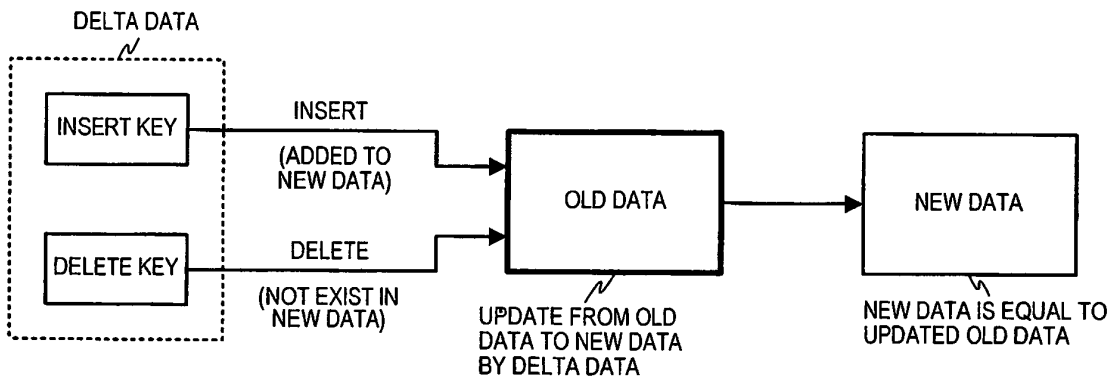 DELTA DATA
INSERT KEY
INSERT
(ADDED TO
NEW DATA)
DELETE KEY
DELETE
(NOT EXIST IN
NEW DATA)
OLD DATA
UPDATE FROM OLD
DATA TO NEW DATA
BY DELTA DATA
NEW DATA
NEW DATA IS EQUAL TO
UPDATED OLD DATA